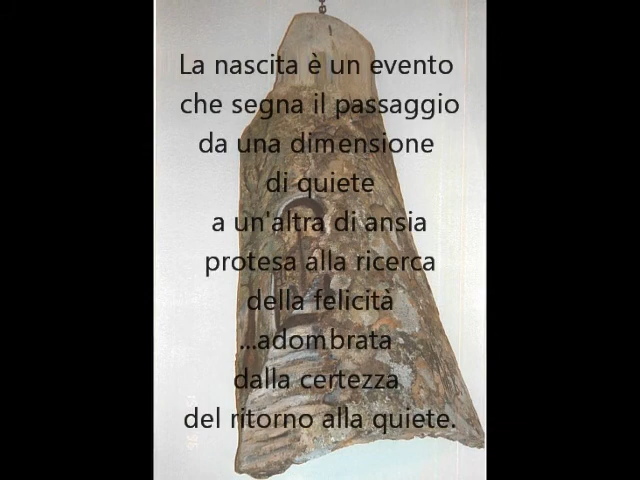 La nascita è un evento
che segna il passaggio
da una dimensione
di quiete
a un'altra di ansia
protesa alla ricerca
della felicità
...adombrata
dalla certezza
del ritorno alla quiete.